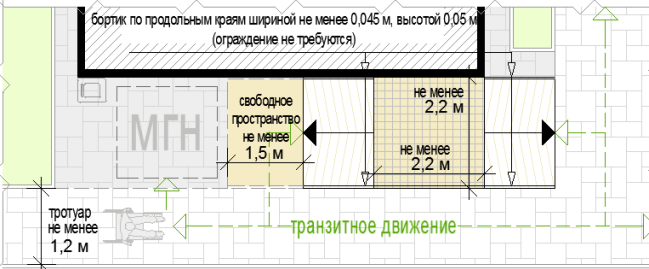 бортик по продольным краям шириной не менее 0,045 м, высотой 0,05 м
(ограждение не требуются)
МГН
свободное
пространство
не менее
1,5 м
не менее
2,2 м
не менее
2,2 м
тротуар
не менее
1,2 м
транзитное движение